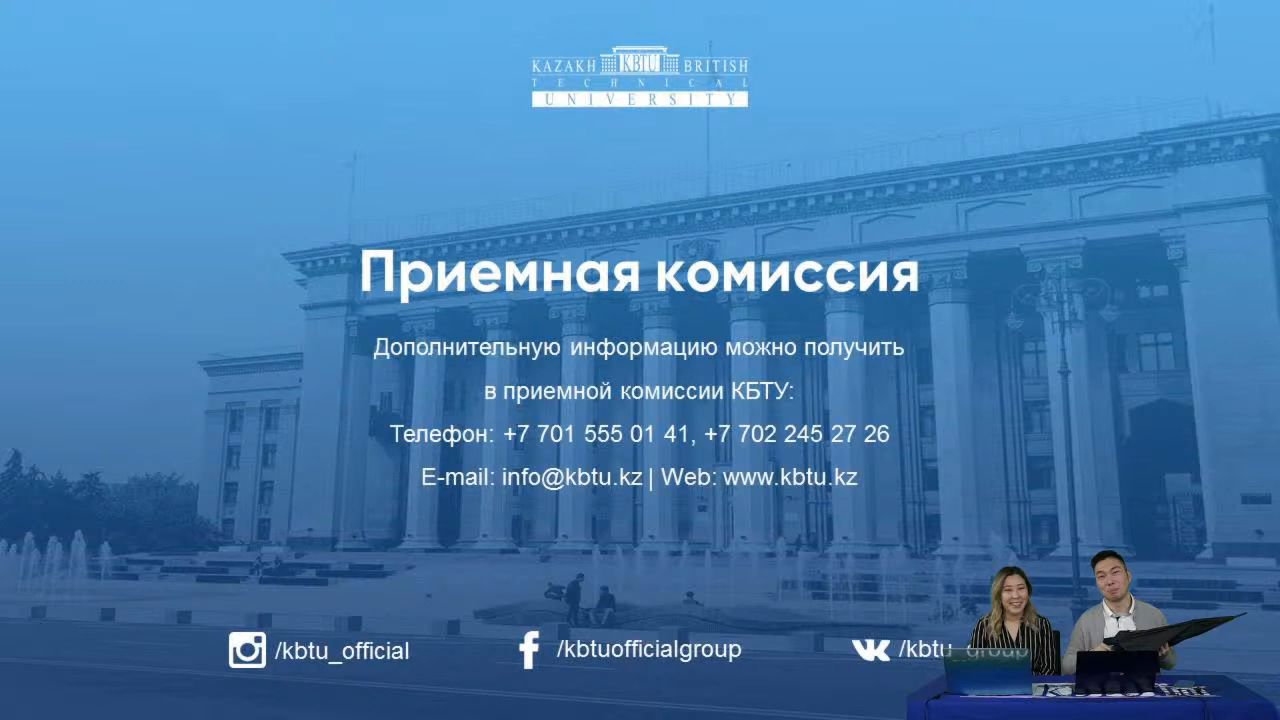 KAZAKH KBTU BRITISH
TECHNICAL
UNIVERSITY
Приемная комиссия
Дополнительную информацию можно получить
в приемной комиссии КБТУ:
Телефон: +7 701 555 01 41, +7 702 245 27 26
E-mail: info@kbtu.kz | Web: www.kbtu.kz
/kbtu_official
/kbtuofficialgroup
/kbtu_group